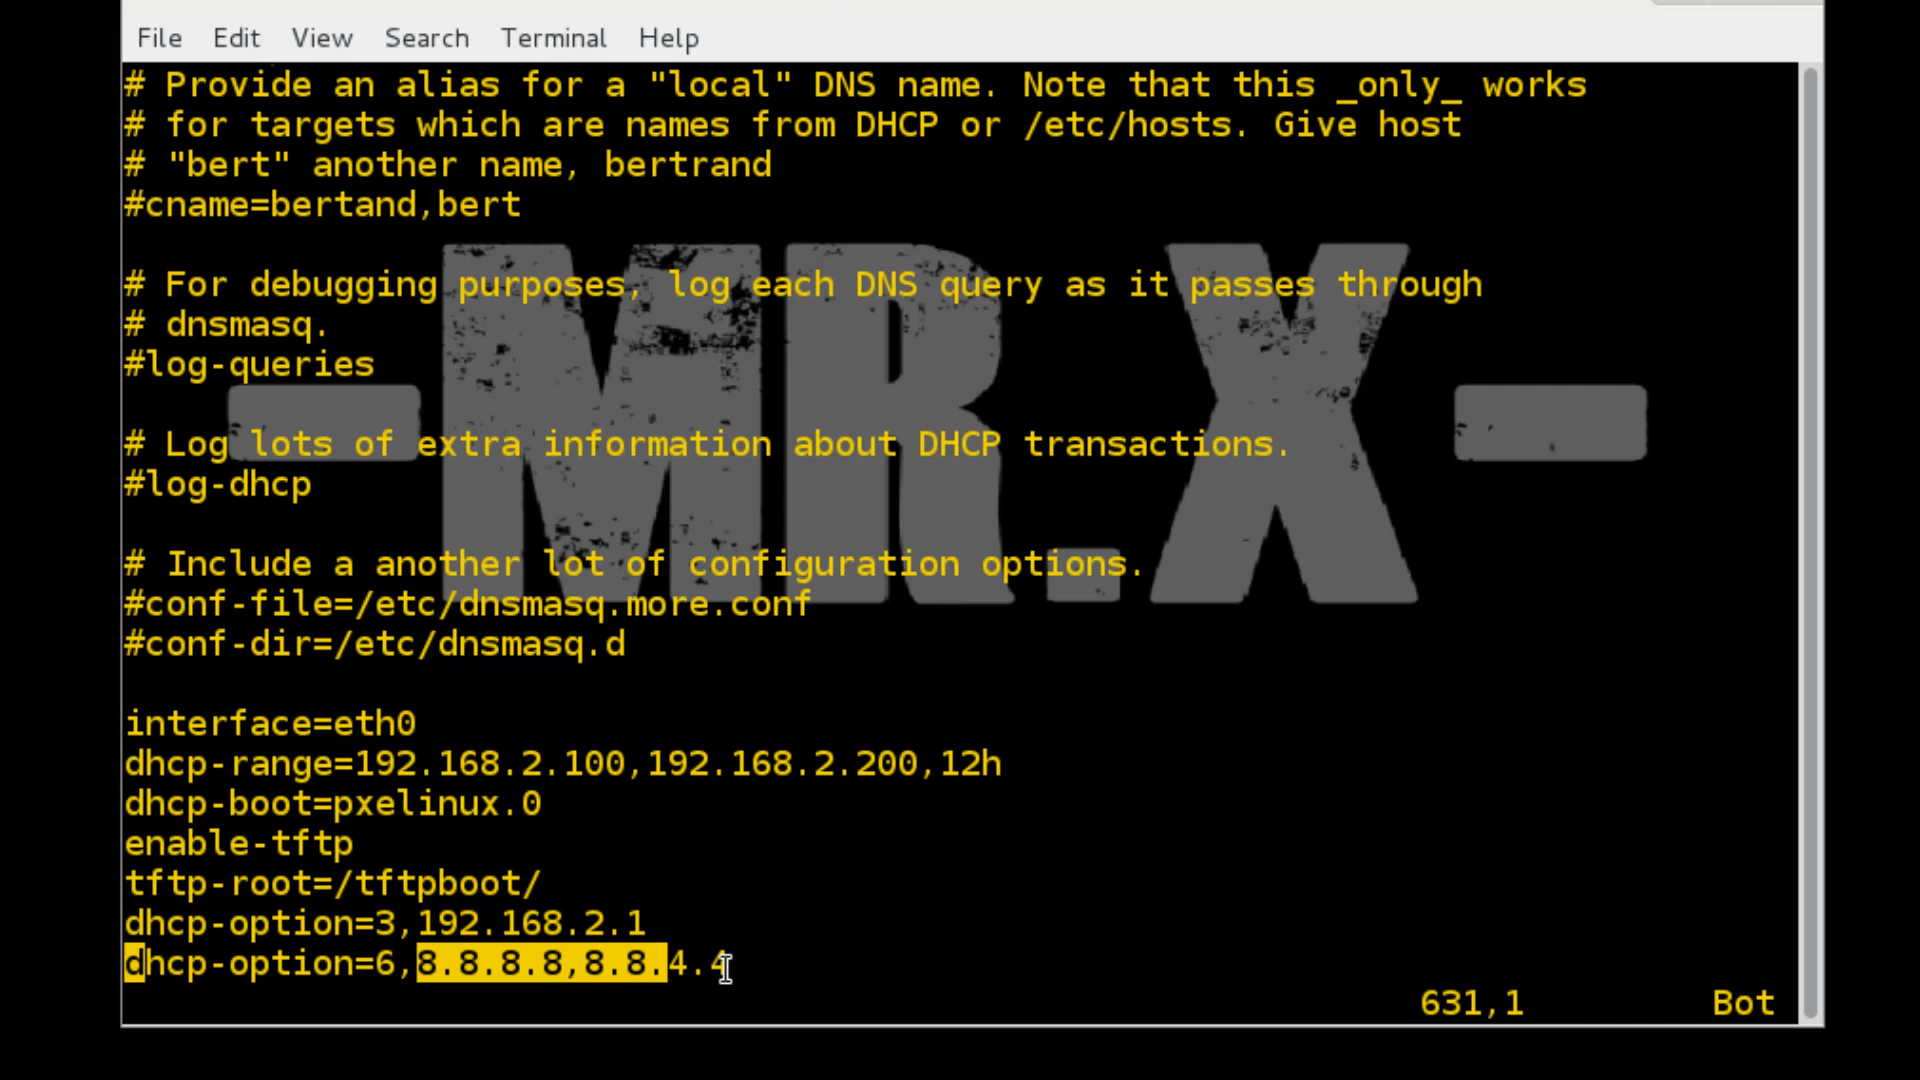 File Edit View Search Terminal Help
# Provide an alias for a "local" DNS name. Note that this _only_ works
# for targets which are names from DHCP or /etc/hosts. Give host
# "bert" another name, bertrand
#cname=bertand,bert
# For debugging purposes, log each DNS query as it passes through
# dnsmasq.
#log-queries
-MR.X-
# Log lots of extra information about DHCP transactions.
#log-dhcp
# Include a another lot of configuration options.
#conf-file=/etc/dnsmasq.more.conf
#conf-dir=/etc/dnsmasq.d
interface=eth0
dhcp-range=192.168.2.100,192.168.2.200,12h
dhcp-boot=pxelinux.0
enable-tftp
tftp-root=/tftpboot/
dhcp-option=3,192.168.2.1
dhcp-option=6,8.8.8.8,8.8.4.4
631,1 Bot